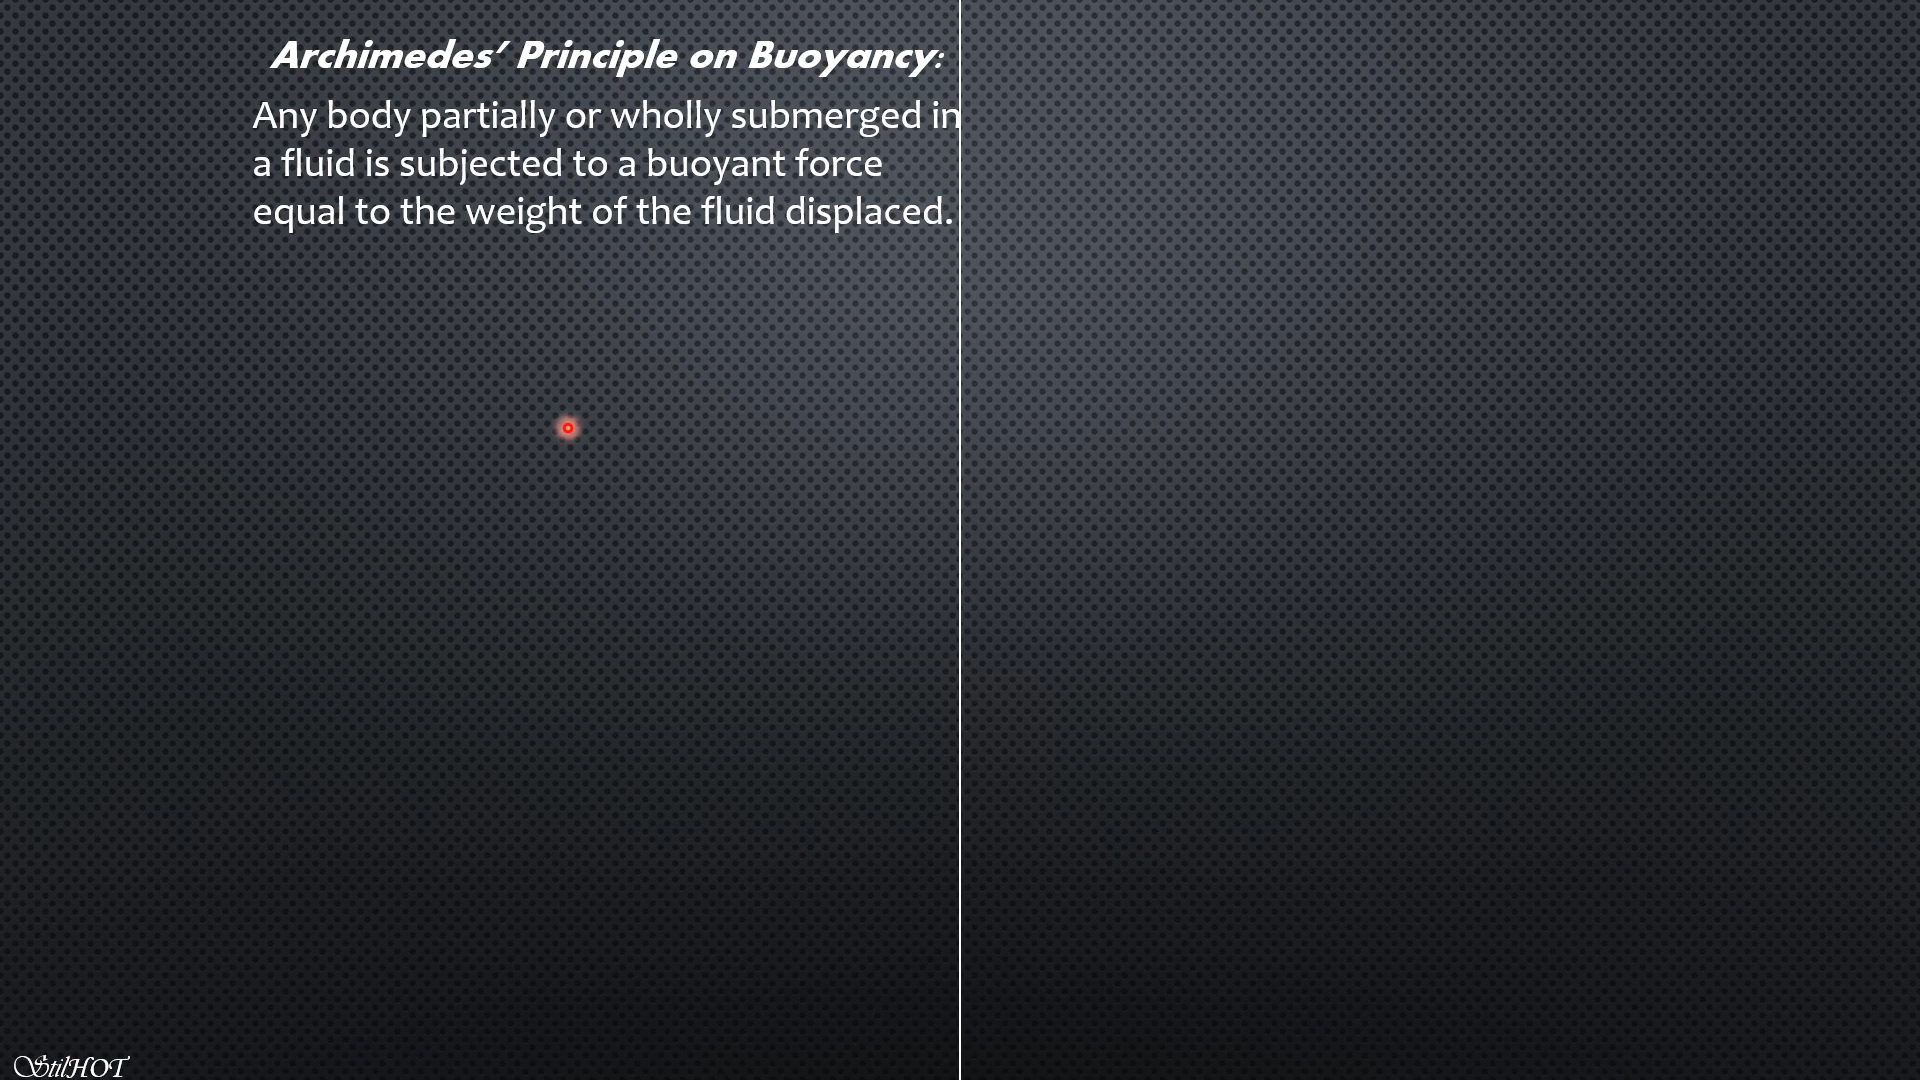 Archimedes’ Principle on Buoyancy:
Any body partially or wholly submerged in
a fluid is subjected to a buoyant force
equal to the weight of the fluid displaced.
StilHOT